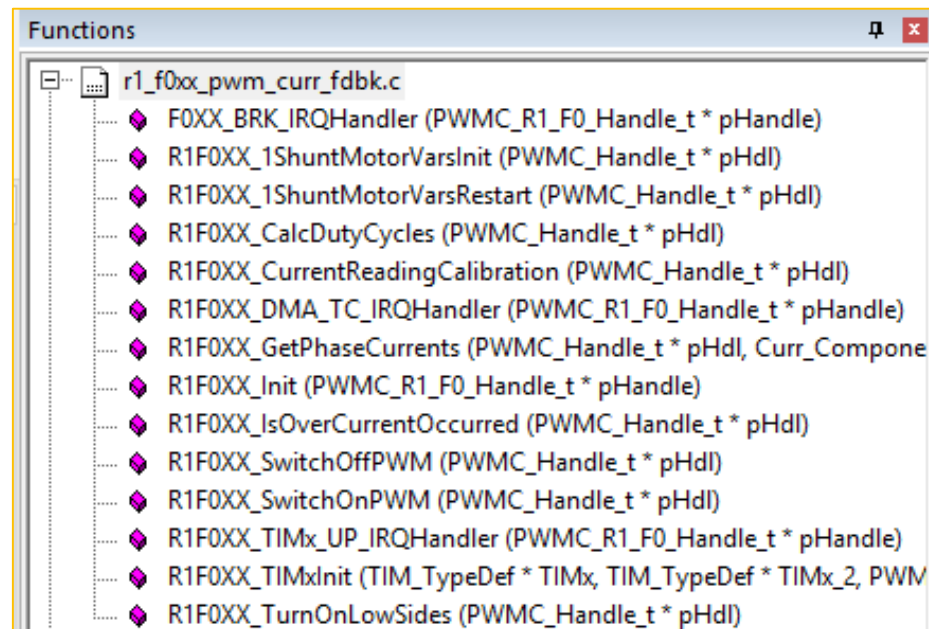 Functions
r1_f0xx_pwm_curr_fdbk.c
F0XX_BRK_IRQHandler (PWMC_R1_F0_Handle_t * pHandle)
R1F0XX_1ShuntMotorVarsInit (PWMC_Handle_t * pHdl)
R1F0XX_1ShuntMotorVarsRestart (PWMC_Handle_t * pHdl)
R1F0XX_CalcDutyCycles (PWMC_Handle_t * pHdl)
R1F0XX_CurrentReadingCalibration (PWMC_Handle_t * pHdl)
R1F0XX_DMA_TC_IRQHandler (PWMC_R1_F0_Handle_t * pHandle)
R1F0XX_GetPhaseCurrents (PWMC_Handle_t * pHdl, Curr_Compone
R1F0XX_Init (PWMC_R1_F0_Handle_t * pHandle)
R1F0XX_IsOverCurrentOccurred (PWMC_Handle_t * pHdl)
R1F0XX_SwitchOffPWM (PWMC_Handle_t * pHdl)
R1F0XX_SwitchOnPWM (PWMC_Handle_t * pHdl)
R1F0XX_TIMx_UP_IRQHandler (PWMC_R1_F0_Handle_t * pHandle)
R1F0XX_TIMxInit (TIM_TypeDef * TIMx, TIM_TypeDef * TIMx_2, PWM
R1F0XX_TurnOnLowSides (PWMC_Handle_t * pHdl)